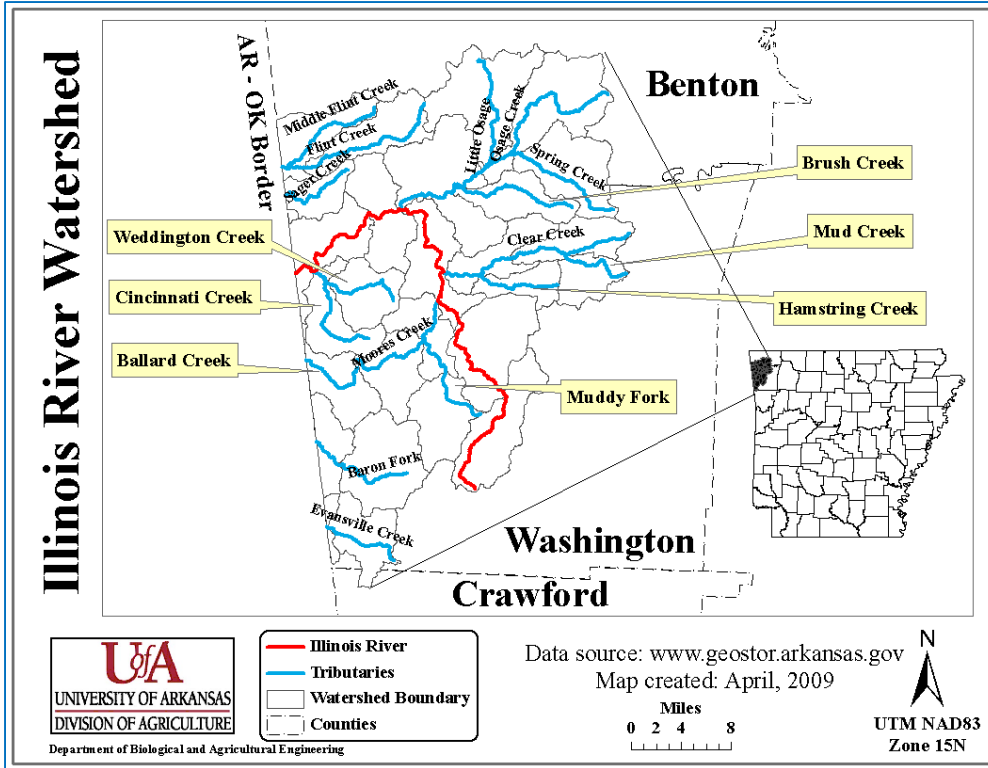 Illinois River Watershed
AR - OK Border
Benton
Middle Flint Creek
Flint Creek
Sager Creek
Little Osage
Osage Creek
Spring Creek
Brush Creek
Weddington Creek
Clear Creek
Mud Creek
Cincinnati Creek
Hamstring Creek
Ballard Creek
Moores Creek
Muddy Fork
Baron Fork
Evansville Creek
Washington
Crawford
UofA
UNIVERSITY OF ARKANSAS
DIVISION OF AGRICULTURE
Department of Biological and Agricultural Engineering
Illinois River
Tributaries
Watershed Boundary
Counties
Data source: www.geostor.arkansas.gov
Map created: April, 2009
Miles
0 2 4 8
N
UTM NAD83
Zone 15N